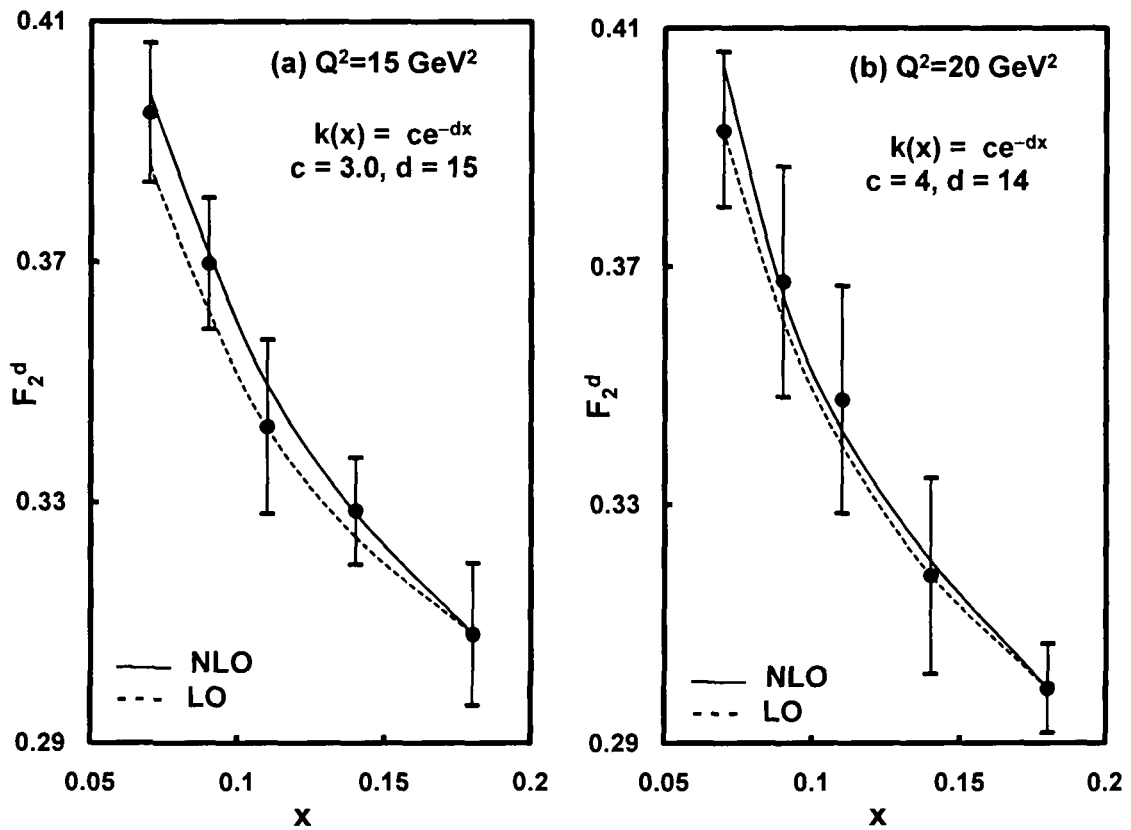 0.41
(a) Q²=15 GeV²
k(x) = ce⁻ᵈˣ
c = 3.0, d = 15
0.37
F₂ᵈ
0.33
NLO
LO
0.29
0.05
0.1
0.15
0.2
x
0.41
(b) Q²=20 GeV²
k(x) = ce⁻ᵈˣ
c = 4, d = 14
0.37
F₂ᵈ
0.33
NLO
LO
0.29
0.05
0.1
0.15
0.2
x